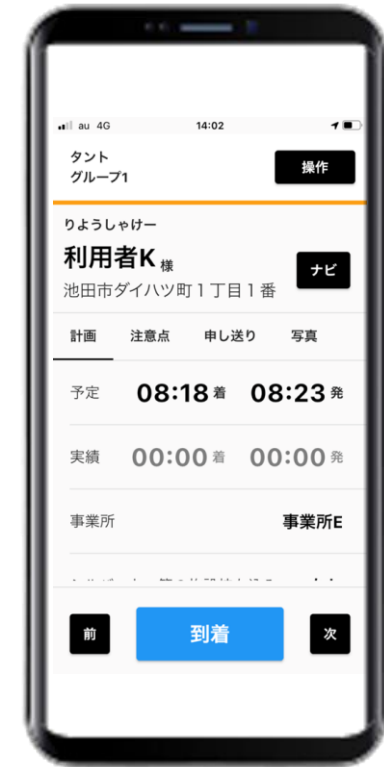 au 4G 14:02
タント
グループ1
操作
りようしゃけー
利用者K 様
ナビ
池田市ダイハツ町1丁目1番
計画 注意点 申し送り 写真
予定 08:18 着 08:23 発
実績 00:00 着 00:00 発
事業所 事業所E
前 到着 次